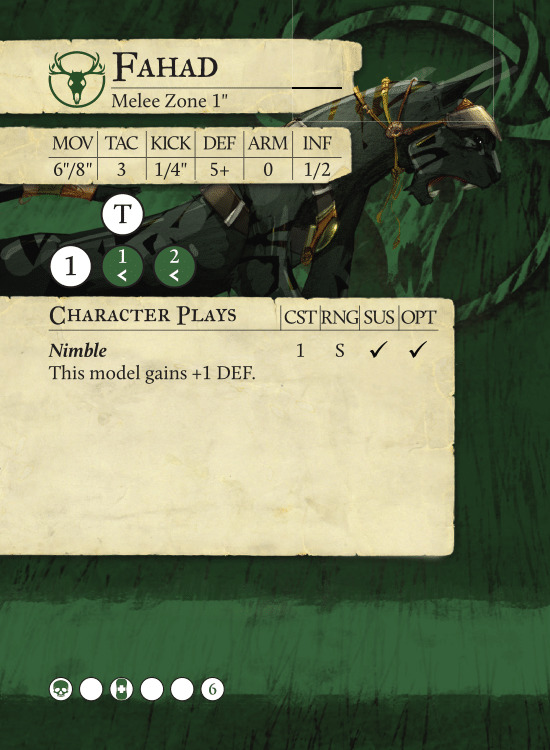 Fahad
Melee Zone 1"
MOV TAC KICK DEF ARM INF
6"/8" 3 1/4" 5+ 0 1/2
T
1 1 < 2 <
Character Plays CST RNG SUS OPT
Nimble 1 S ✓ ✓
This model gains +1 DEF.
6